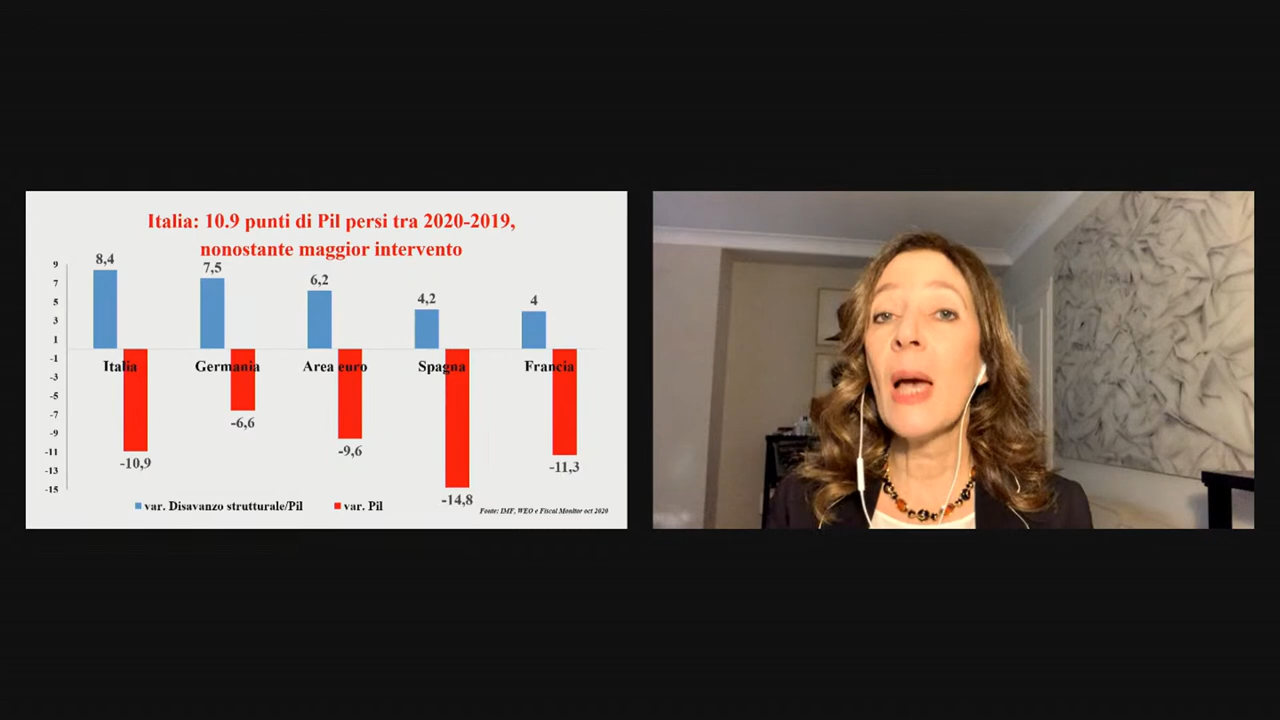 Italia: 10.9 punti di Pil persi tra 2020-2019,
nonostante maggior intervento
8,4
7,5
6,2
4,2
4
9
7
5
3
1
-1
-3
-5
-7
-9
-11
-13
-15
Italia
Germania
Area euro
Spagna
Francia
-10,9
-6,6
-9,6
-14,8
-11,3
var. Disavanzo strutturale/Pil
var. Pil
Fonte: IMF, WEO e Fiscal Monitor oct 2020